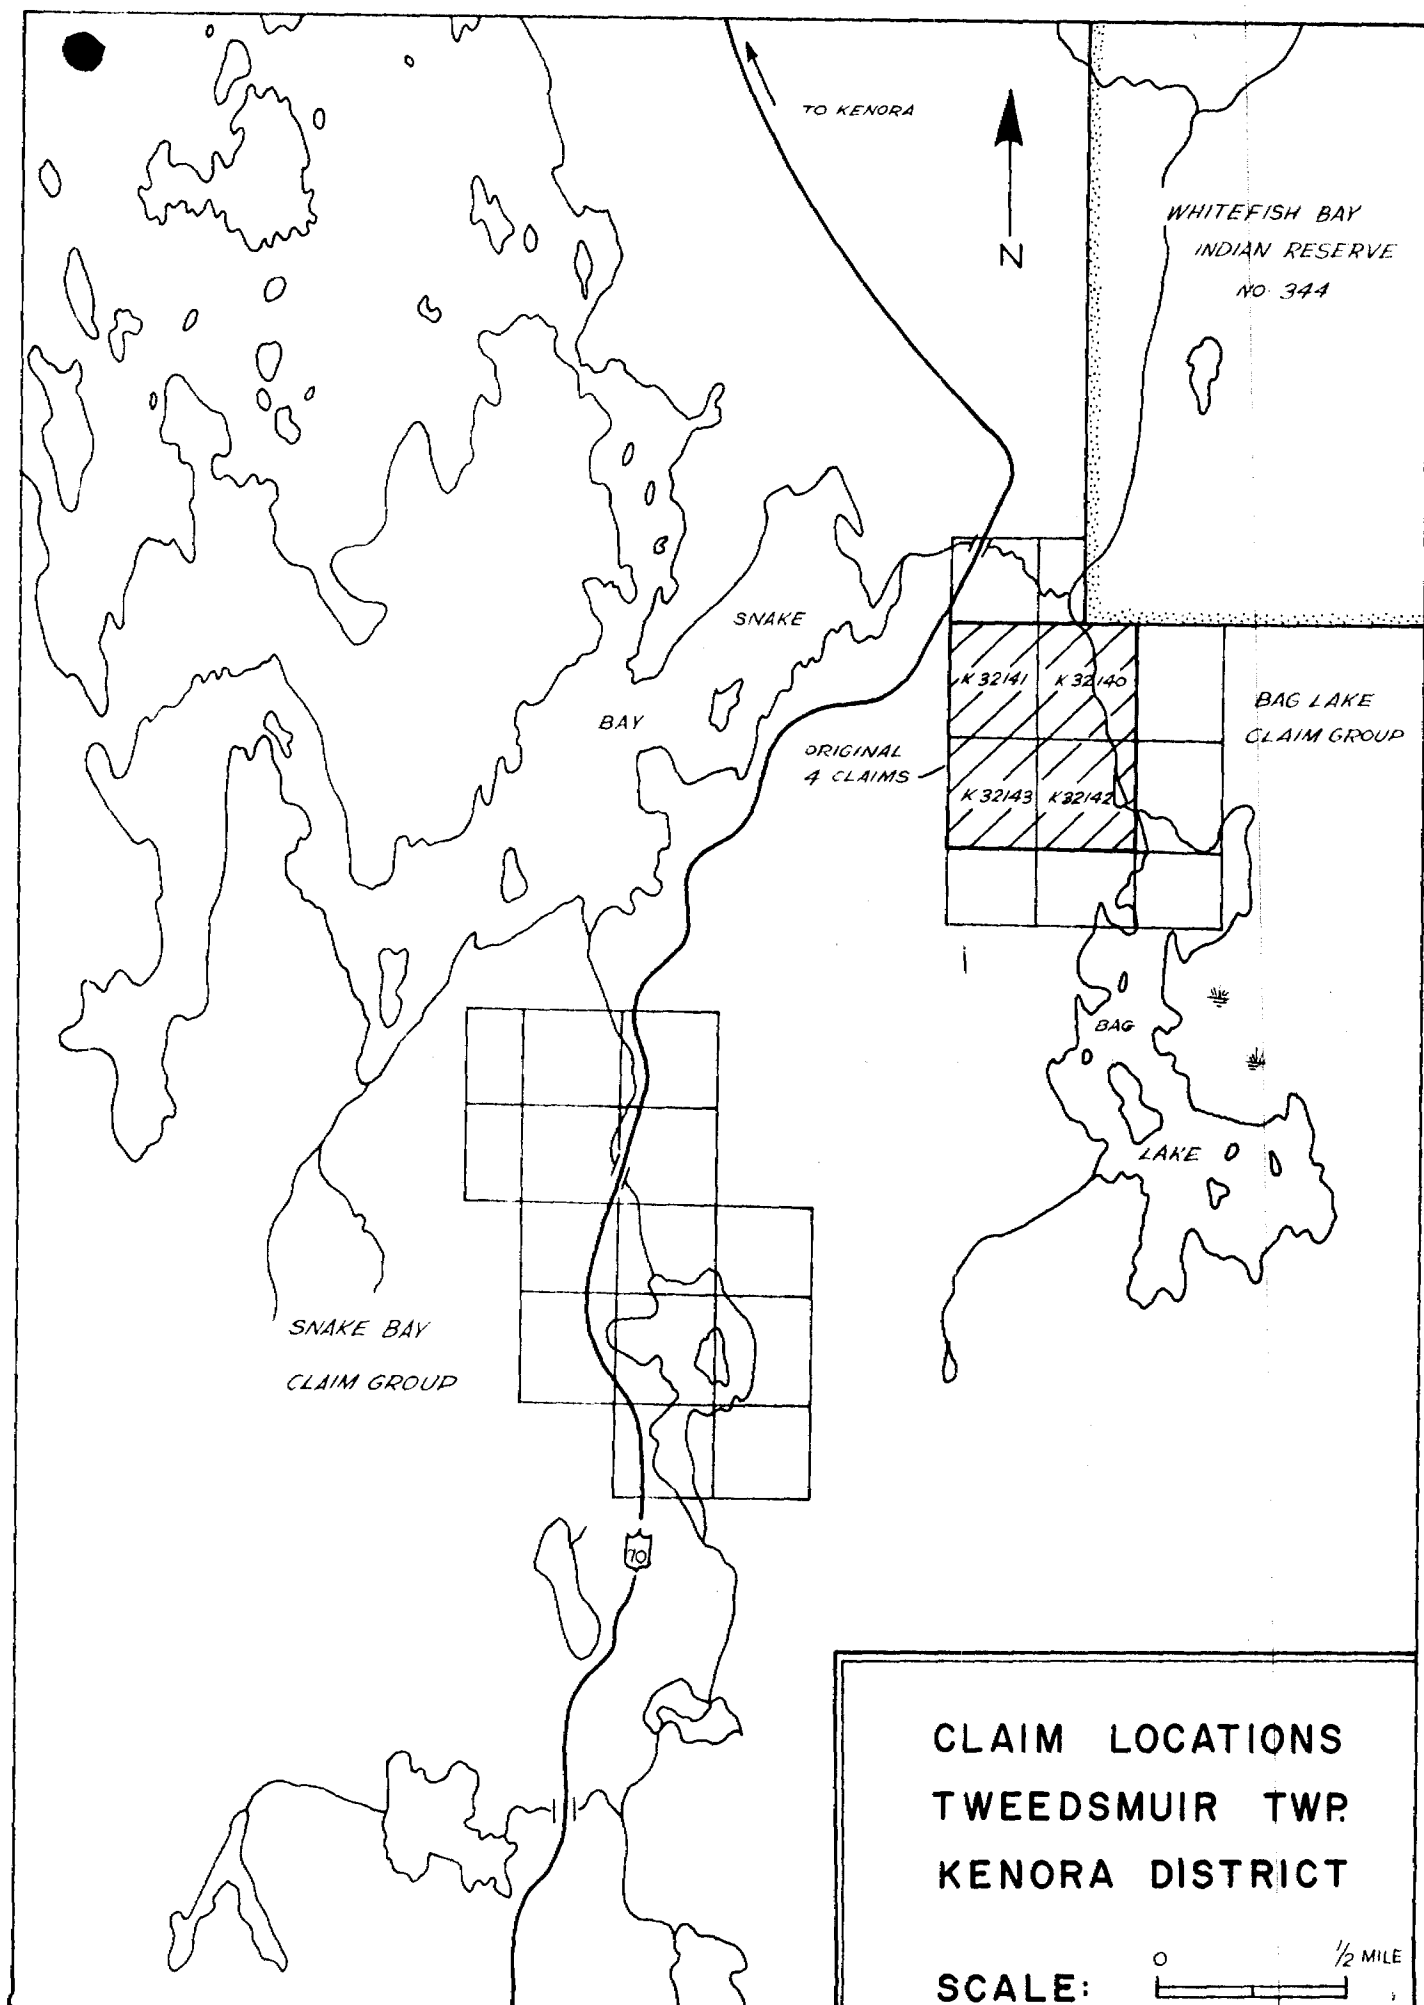 TO KENORA
N
WHITEFISH BAY
INDIAN RESERVE
NO. 344
SNAKE
BAY
K 32141
K 32140
ORIGINAL
4 CLAIMS
K 32143
K 32142
BAG LAKE
CLAIM GROUP
BAG
LAKE
SNAKE BAY
CLAIM GROUP
70
CLAIM LOCATIONS
TWEEDSMUIR TWP.
KENORA DISTRICT
0 1/2 MILE
SCALE: